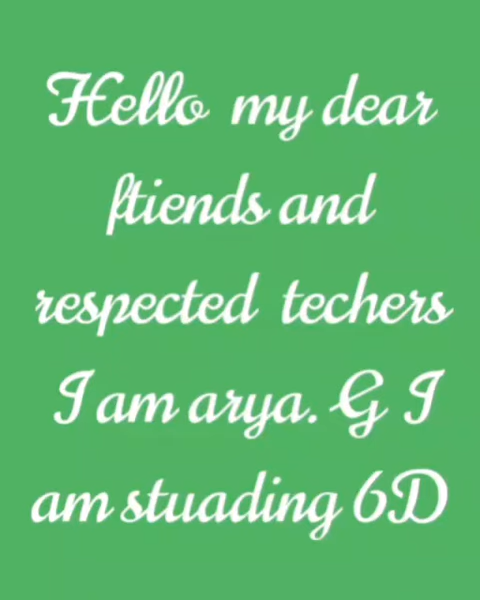 Hello my dear
ftiends and
respected techers
I am arya. G I
am stuading 6D